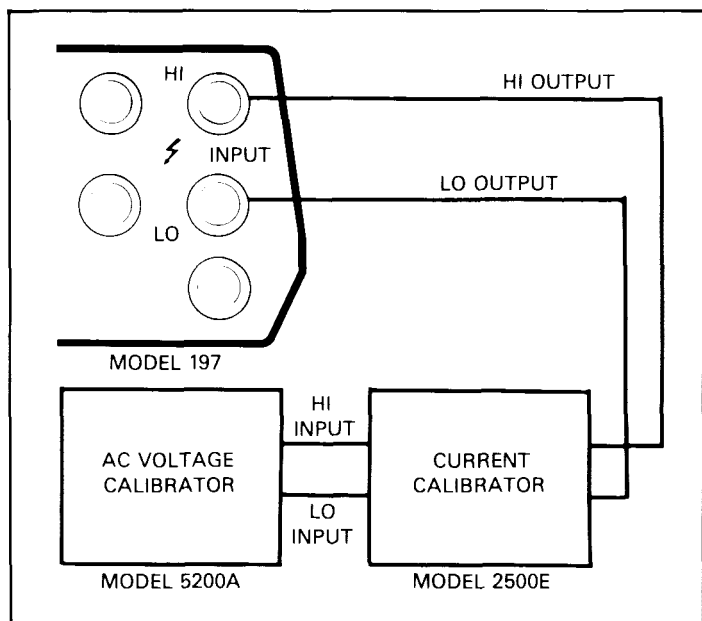 HI
HI OUTPUT
INPUT
LO OUTPUT
LO
MODEL 197
HI
INPUT
AC VOLTAGE
CALIBRATOR
CURRENT
CALIBRATOR
LO
INPUT
MODEL 5200A
MODEL 2500E